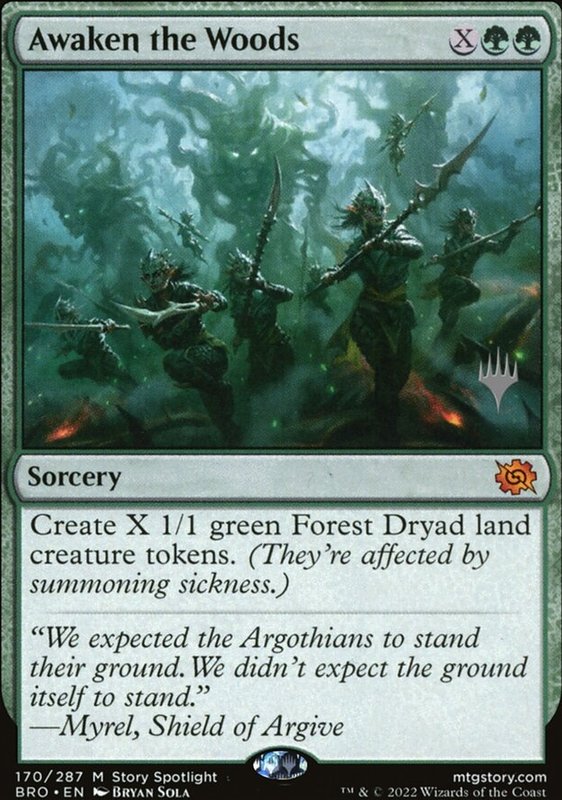 Awaken the Woods X
Sorcery
Create X 1/1 green Forest Dryad land
creature tokens. (They're affected by
summoning sickness.)
“We expected the Argothians to stand
their ground. We didn't expect the ground
itself to stand.”
—Myrel, Shield of Argive
170/287 M Story Spotlight
mtgstory.com
BRO • EN Bryan Sola
™ & © 2022 Wizards of the Coast